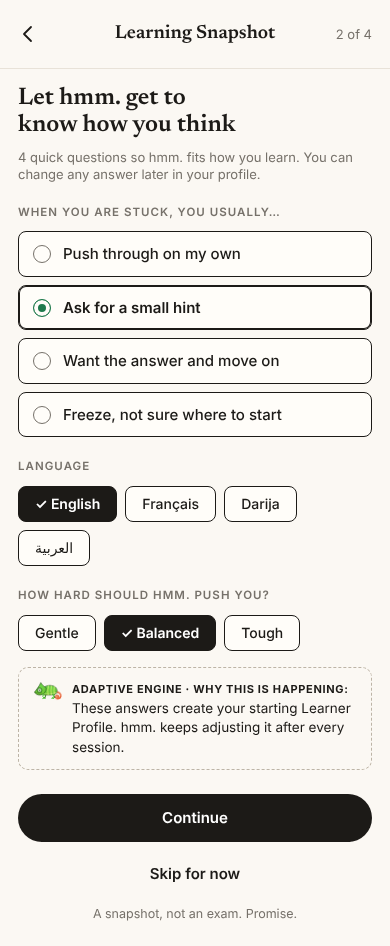 Learning Snapshot
2 of 4
Let hmm. get to
know how you think
4 quick questions so hmm. fits how you learn. You can
change any answer later in your profile.
WHEN YOU ARE STUCK, YOU USUALLY...
Push through on my own
Ask for a small hint
Want the answer and move on
Freeze, not sure where to start
LANGUAGE
✓ English
Français
Darija
العربية
HOW HARD SHOULD HMM. PUSH YOU?
Gentle
✓ Balanced
Tough
ADAPTIVE ENGINE · WHY THIS IS HAPPENING:
These answers create your starting Learner
Profile. hmm. keeps adjusting it after every
session.
Continue
Skip for now
A snapshot, not an exam. Promise.